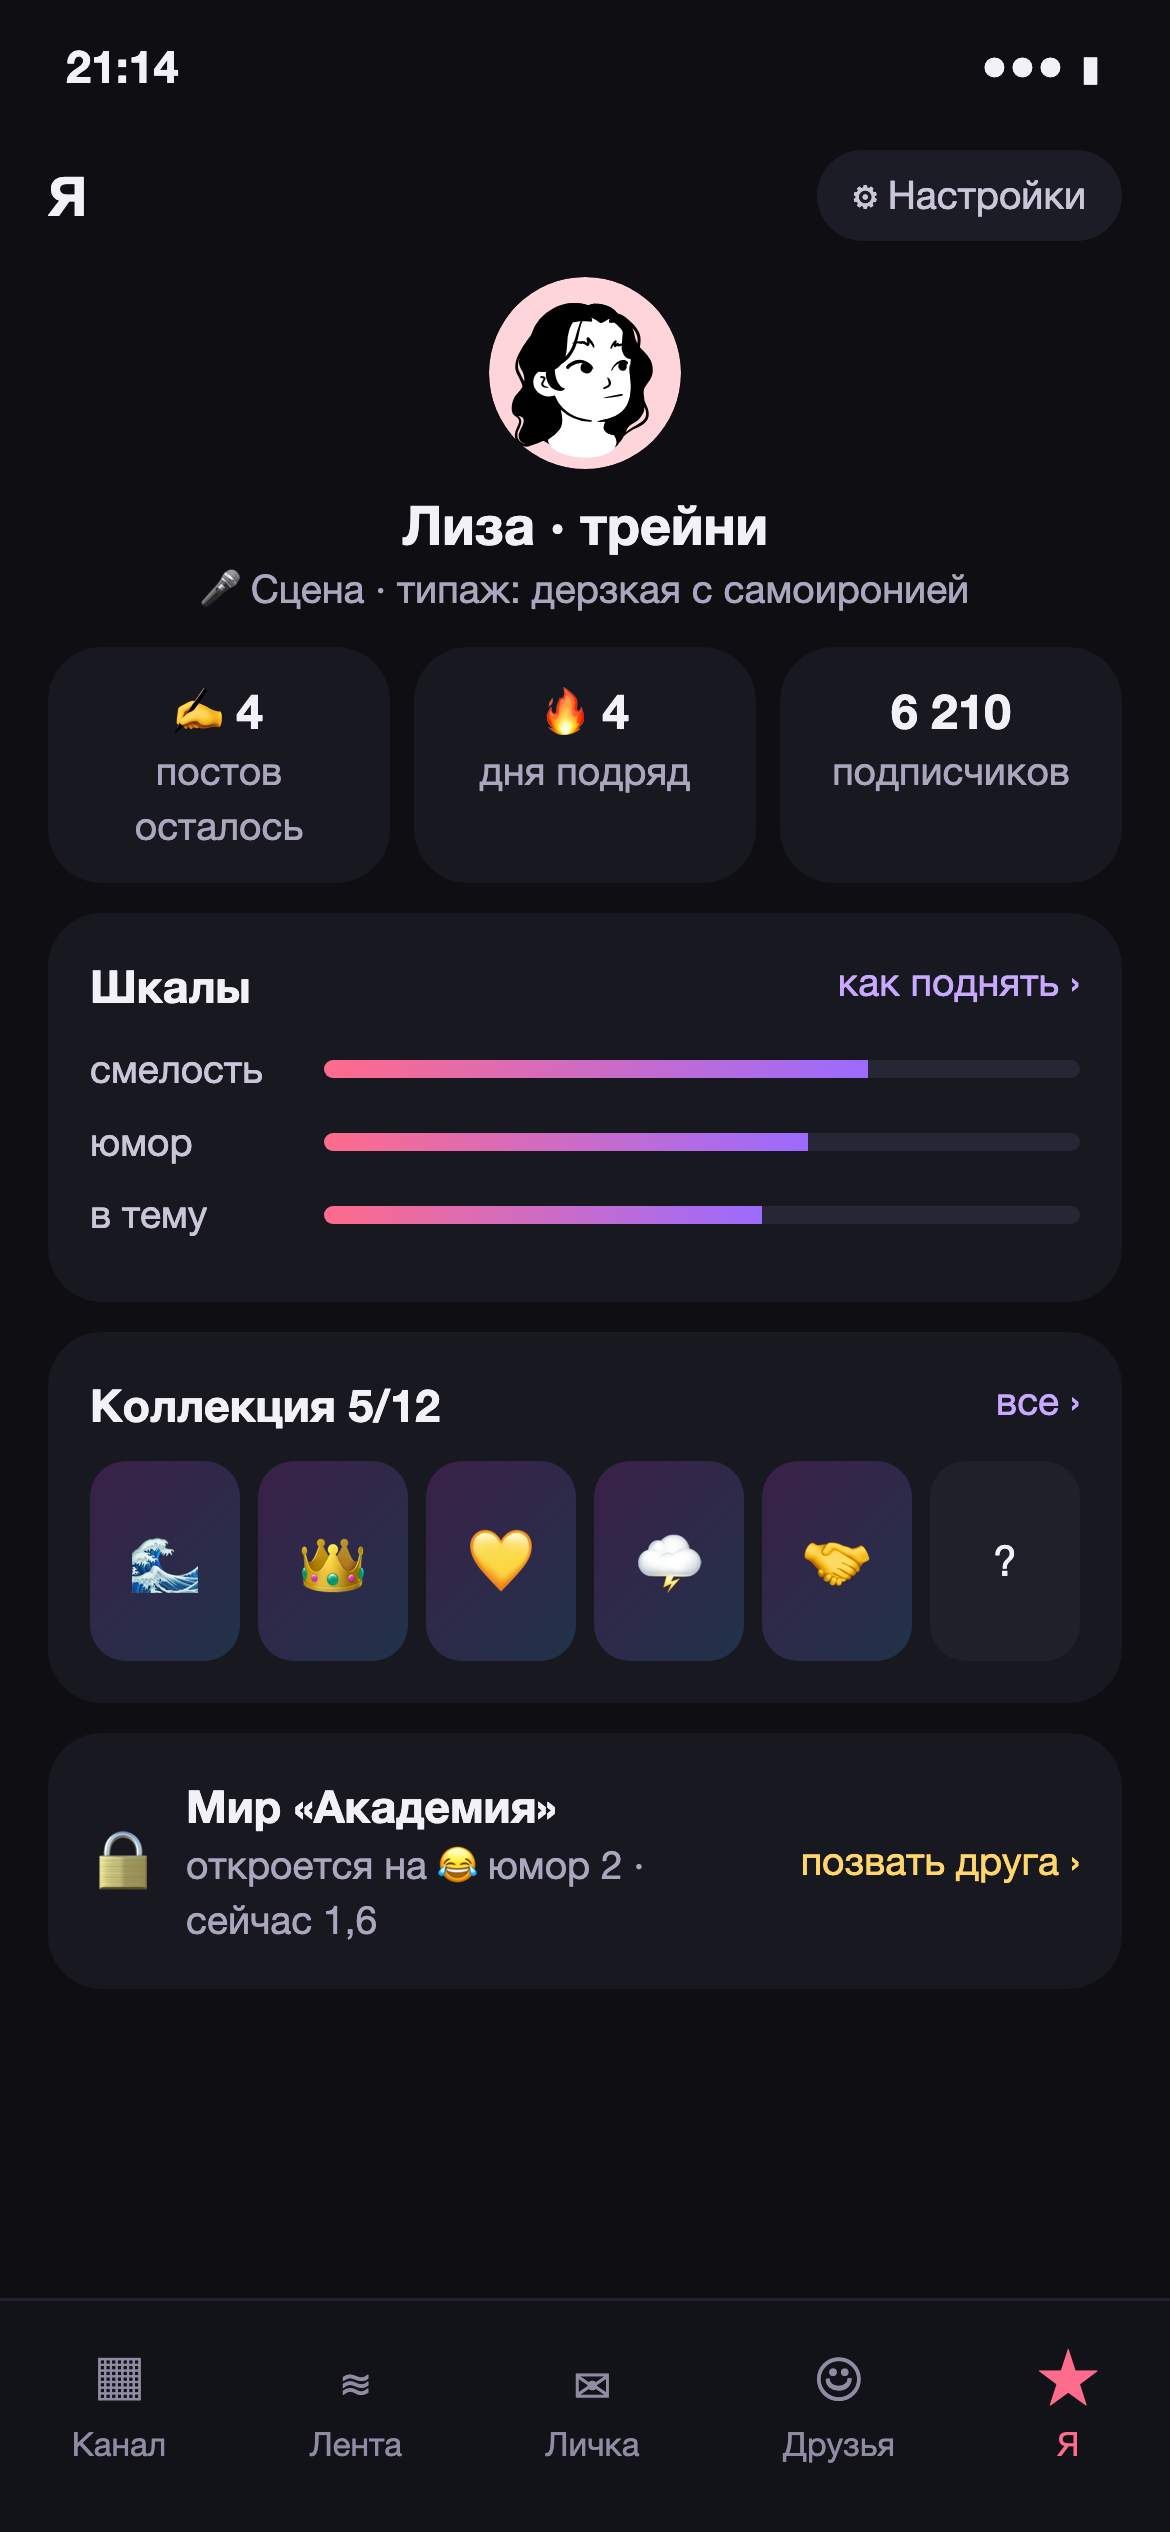 21:14
Я
⚙ Настройки
Лиза · трейни
🎤 Сцена · типаж: дерзкая с самоиронией
✍️ 4
постов
осталось
🔥 4
дня подряд
6 210
подписчиков
Шкалы
как поднять ›
смелость
юмор
в тему
Коллекция 5/12
все ›
?
Мир «Академия»
откроется на 😂 юмор 2 ·
сейчас 1,6
позвать друга ›
Канал
Лента
Личка
Друзья
Я